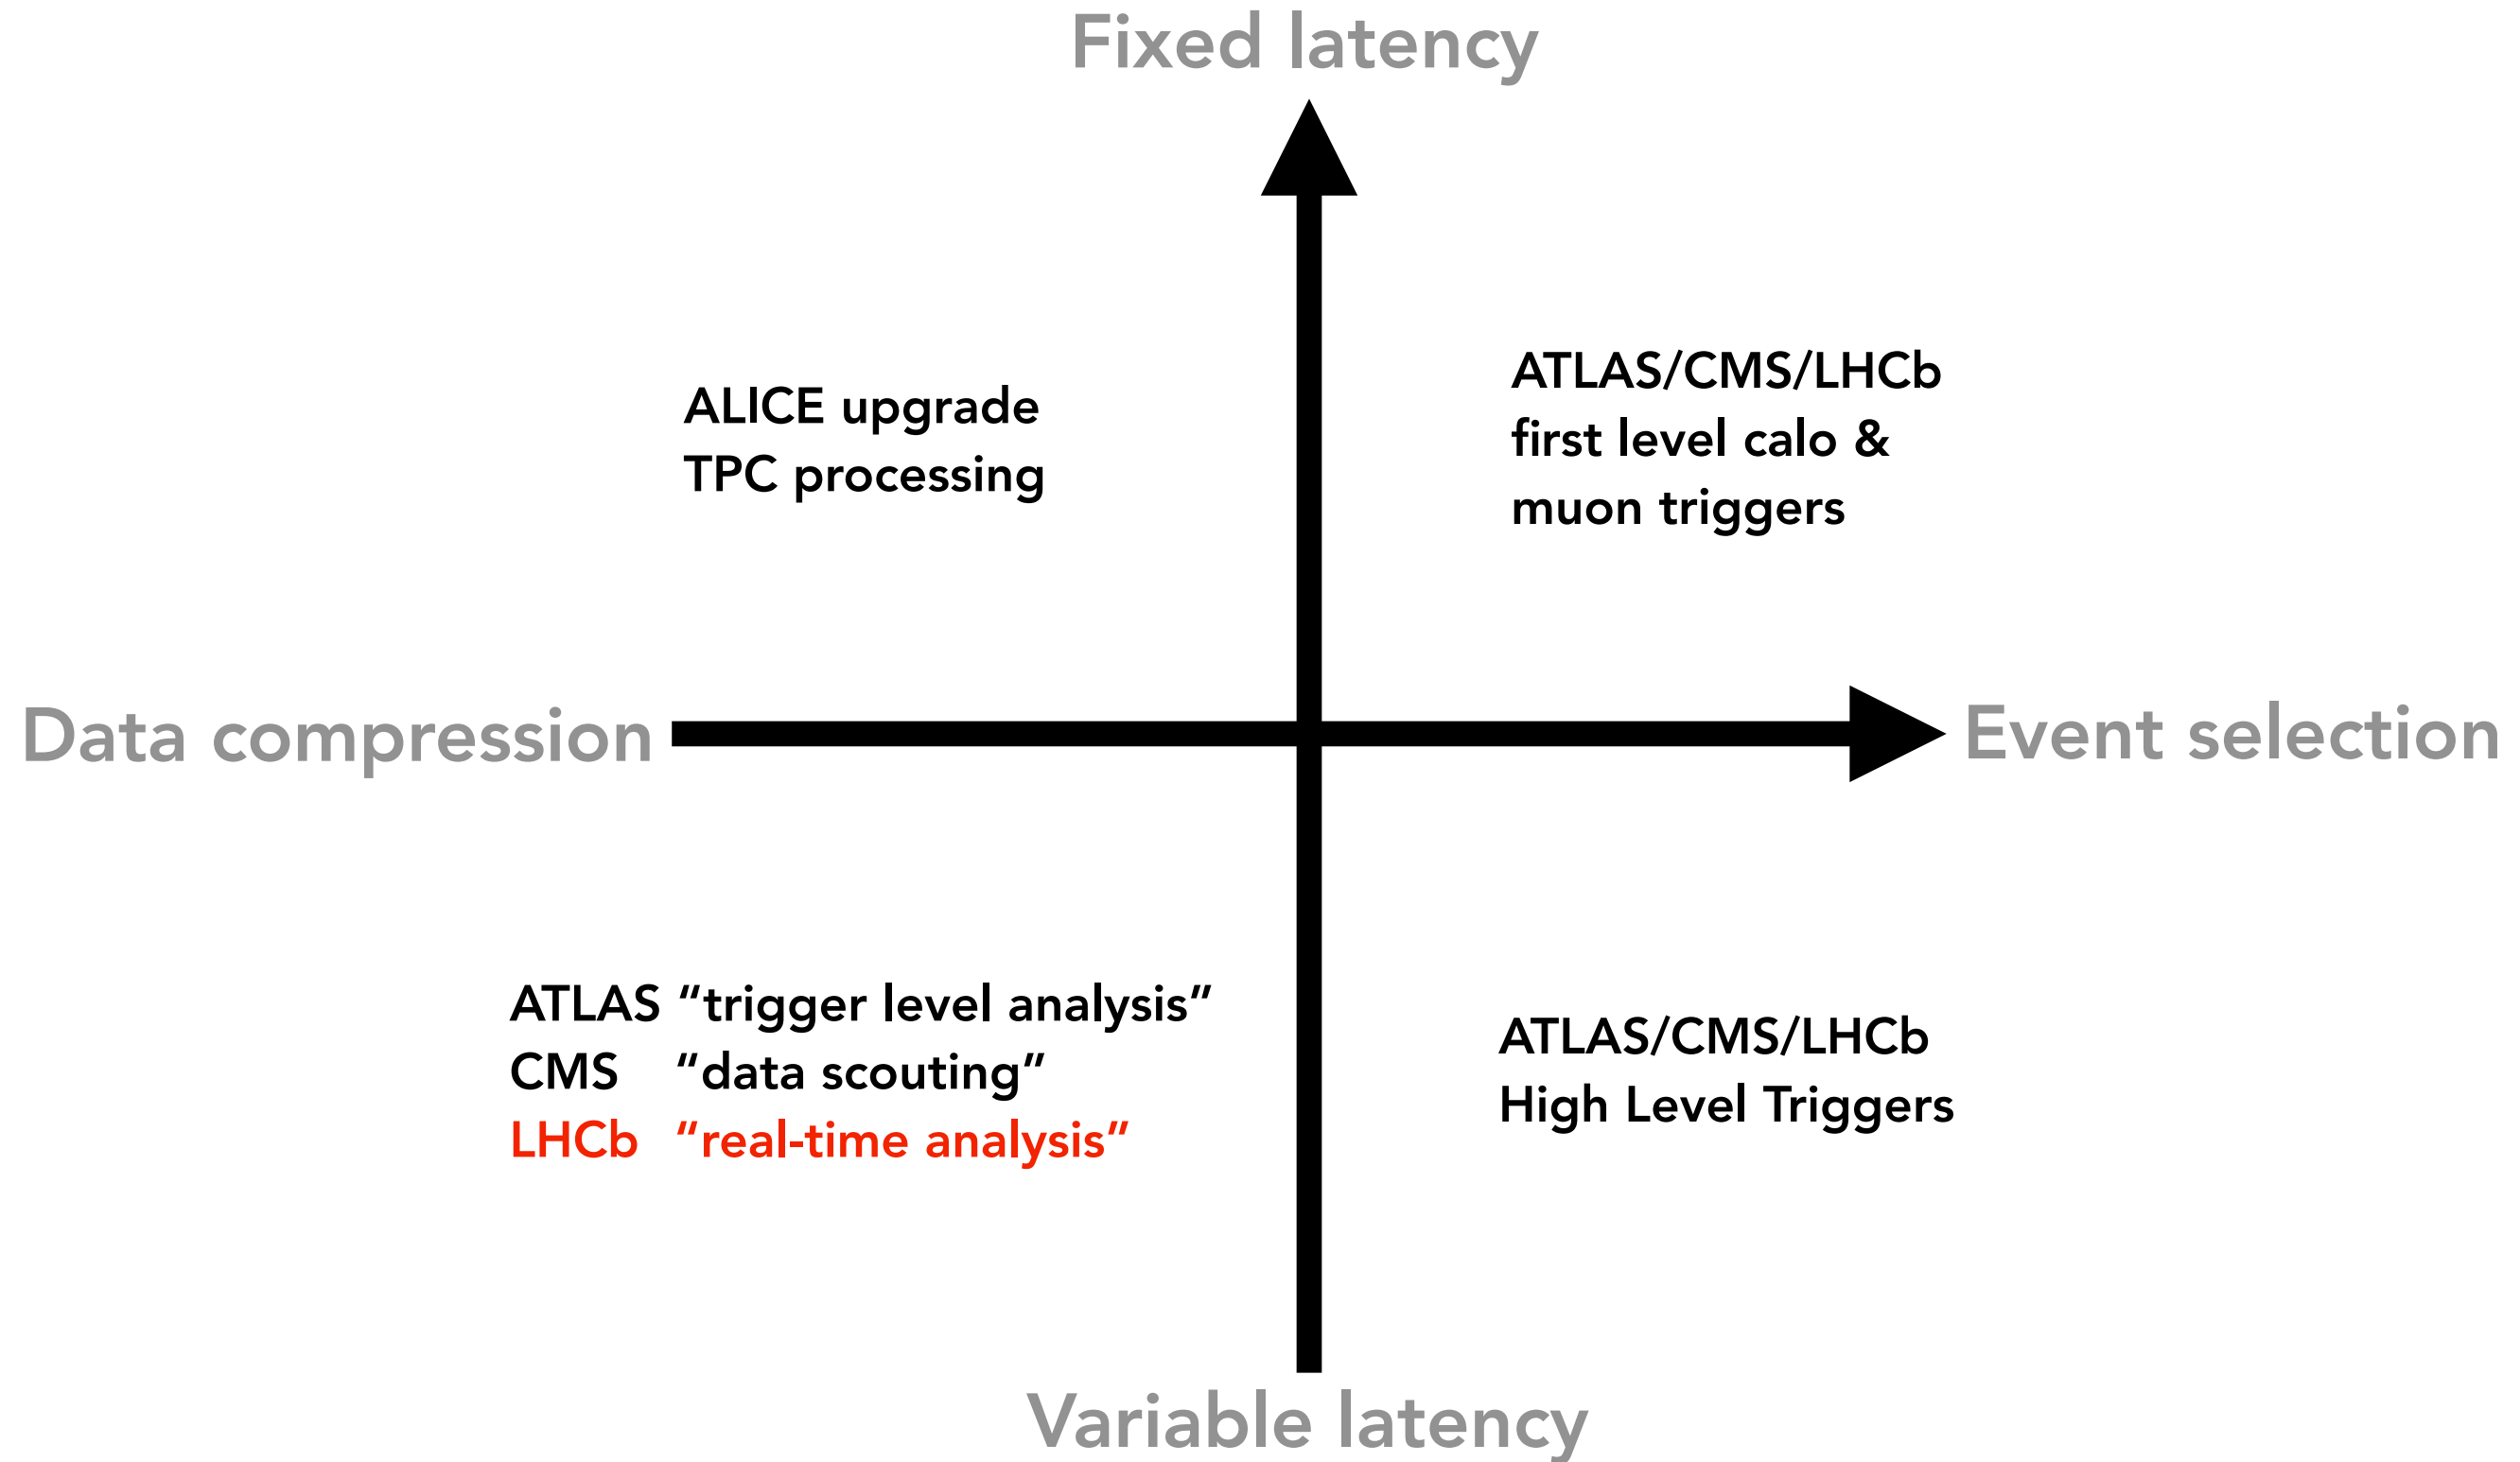 Fixed latency
ALICE upgrade
TPC processing
ATLAS/CMS/LHCb
first level calo &
muon triggers
Data compression
Event selection
ATLAS “trigger level analysis”
CMS “data scouting”
LHCb “real-time analysis”
ATLAS/CMS/LHCb
High Level Triggers
Variable latency